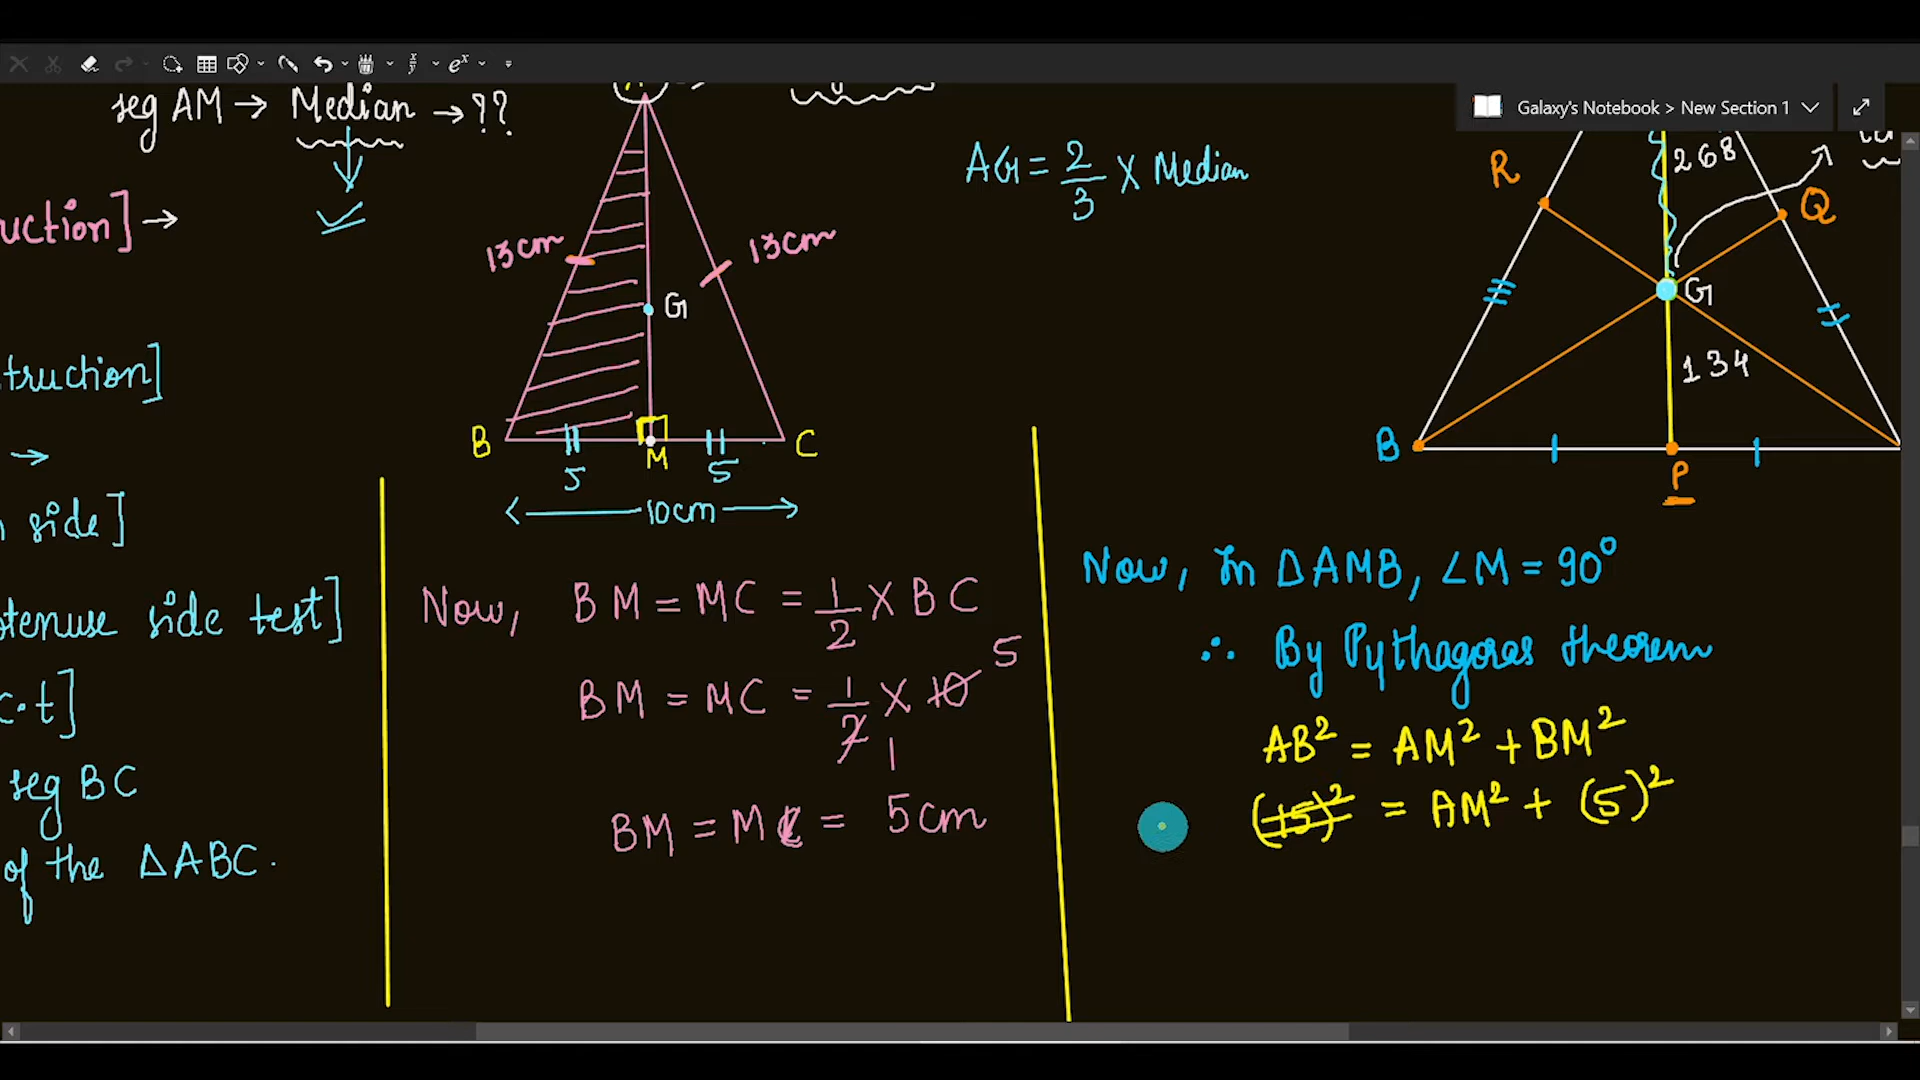 Galaxy's Notebook > New Section 1
seg AM → Median → ??
uction] →
truction]
→
side]
tenuse side test]
c.t]
seg BC
of the ΔABC.
13cm
13cm
G
B
M
C
5
5
10cm
AG = 2/3 X Median
R
268
Q
G
134
B
P
Now, BM = MC = 1/2 X BC
BM = MC = 1/2 X 10 5
1
BM = MC = 5cm
Now, In ΔAMB, ∠M = 90°
∴ By Pythagoras theorem
AB² = AM² + BM²
(15)² = AM² + (5)²